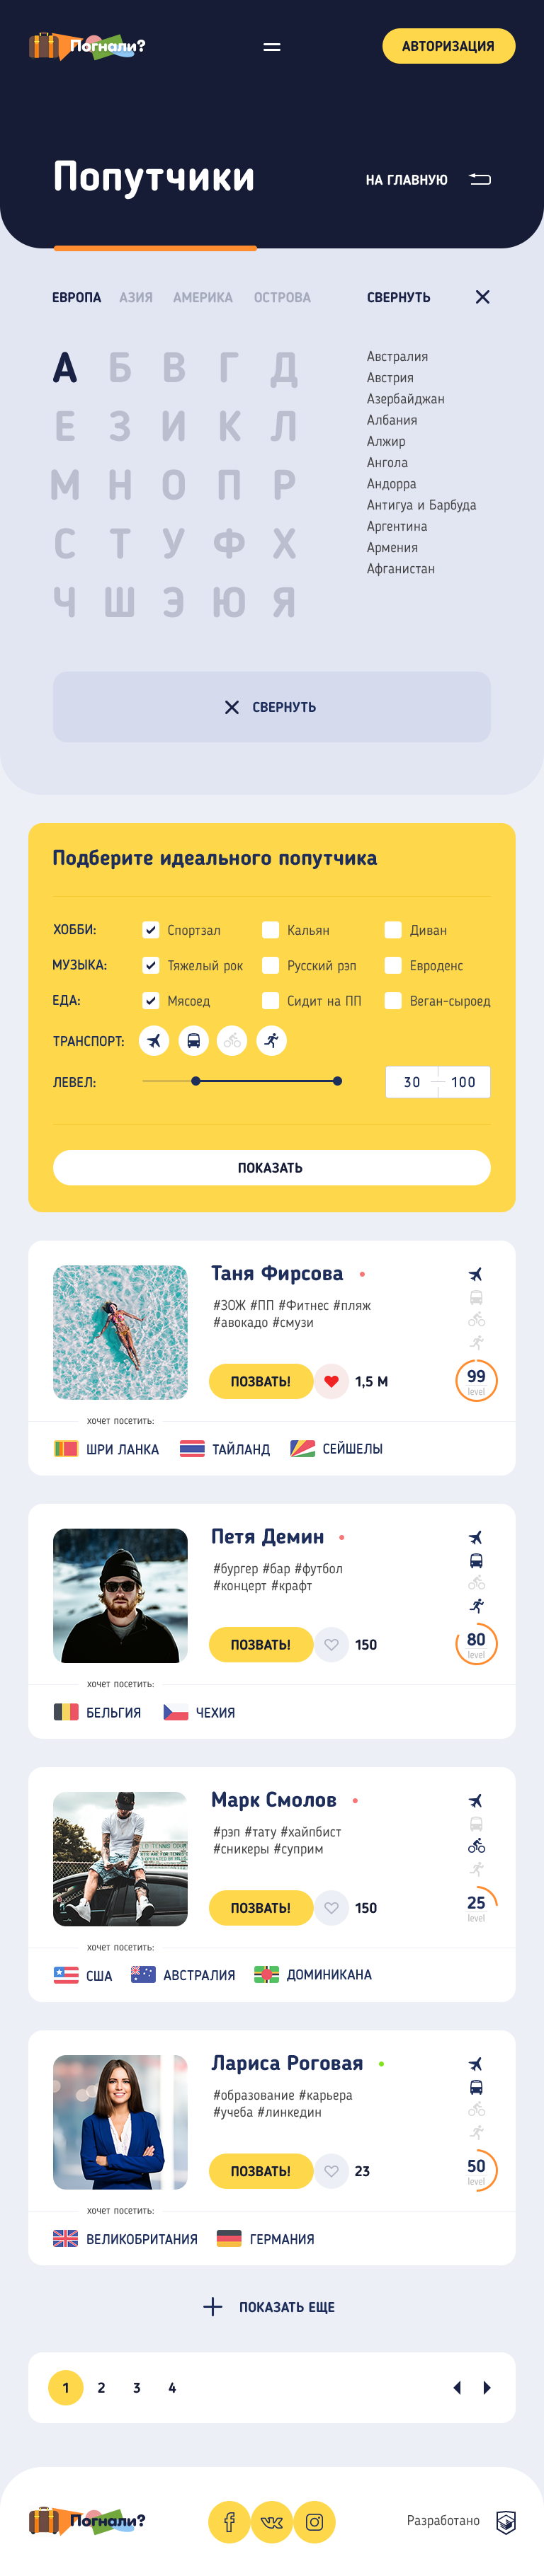 Погнали?
АВТОРИЗАЦИЯ
Попутчики
НА ГЛАВНУЮ
ЕВРОПА АЗИЯ АМЕРИКА ОСТРОВА
СВЕРНУТЬ
А Б В Г Д
Е З И К Л
М Н О П Р
С Т У Ф Х
Ч Ш Э Ю Я
Австралия
Австрия
Азербайджан
Албания
Алжир
Ангола
Андорра
Антигуа и Барбуда
Аргентина
Армения
Афганистан
СВЕРНУТЬ
Подберите идеального попутчика
ХОББИ: Спортзал Кальян Диван
МУЗЫКА: Тяжелый рок Русский рэп Евроденс
ЕДА: Мясоед Сидит на ПП Веган-сыроед
ТРАНСПОРТ:
ЛЕВЕЛ: 30 100
ПОКАЗАТЬ
Таня Фирсова
#ЗОЖ #ПП #Фитнес #пляж
#авокадо #смузи
ПОЗВАТЬ! 1,5 М
99
level
хочет посетить:
ШРИ ЛАНКА ТАЙЛАНД СЕЙШЕЛЫ
Петя Демин
#бургер #бар #футбол
#концерт #крафт
ПОЗВАТЬ! 150
80
level
хочет посетить:
БЕЛЬГИЯ ЧЕХИЯ
Марк Смолов
#рэп #тату #хайпбист
#сникеры #суприм
ПОЗВАТЬ! 150
25
level
хочет посетить:
США АВСТРАЛИЯ ДОМИНИКАНА
Лариса Роговая
#образование #карьера
#учеба #линкедин
ПОЗВАТЬ! 23
50
level
хочет посетить:
ВЕЛИКОБРИТАНИЯ ГЕРМАНИЯ
ПОКАЗАТЬ ЕЩЕ
1 2 3 4
Погнали?
Разработано